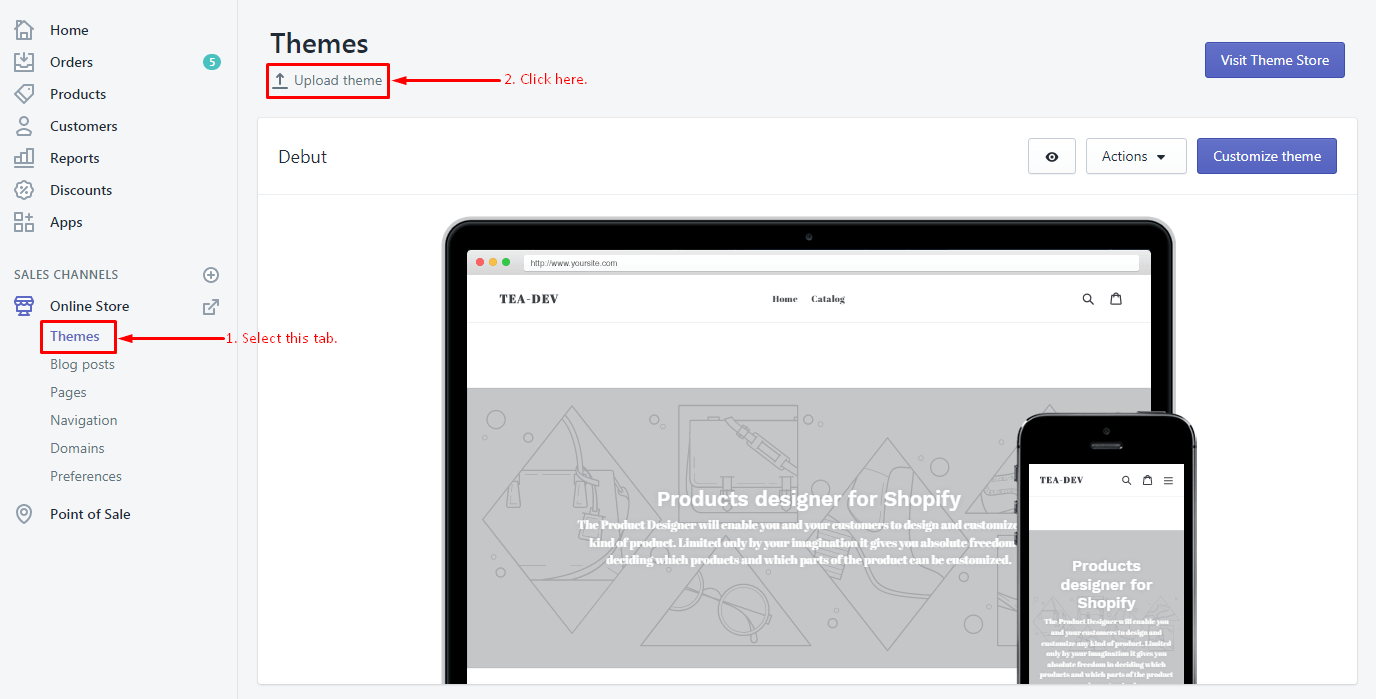 Home
Orders
5
Products
Customers
Reports
Discounts
Apps
SALES CHANNELS
Online Store
Themes
1. Select this tab.
Blog posts
Pages
Navigation
Domains
Preferences
Point of Sale
Themes
Upload theme
2. Click here.
Visit Theme Store
Debut
Actions
Customize theme
http://www.yoursite.com
TEA-DEV
Home Catalog
Products designer for Shopify
The Product Designer will enable you and your customers to design and customize
kind of product. Limited only by your imagination it gives you absolute freedom
deciding which products and which parts of the product can be customized.
TEA-DEV
Products
designer for
Shopify
The Product Designer will enable you
and your customers to design and
customize any kind of product. Limited
only by your imagination it gives you
absolute freedom in deciding which
products and which parts of the product